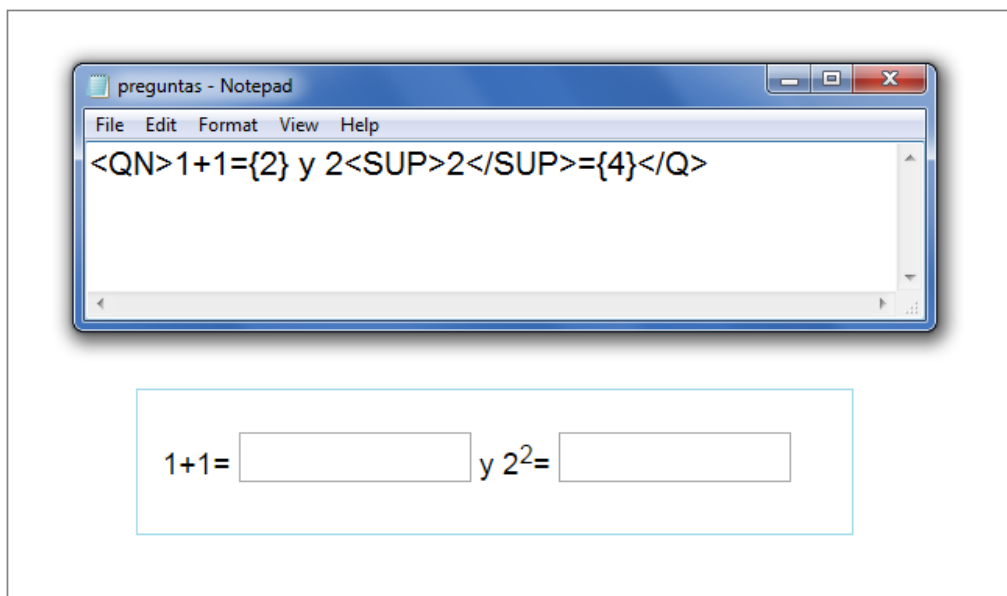 preguntas - Notepad
File Edit Format View Help
<QN>1+1={2} y 2<SUP>2</SUP>={4}</Q>
1+1= y 2²=